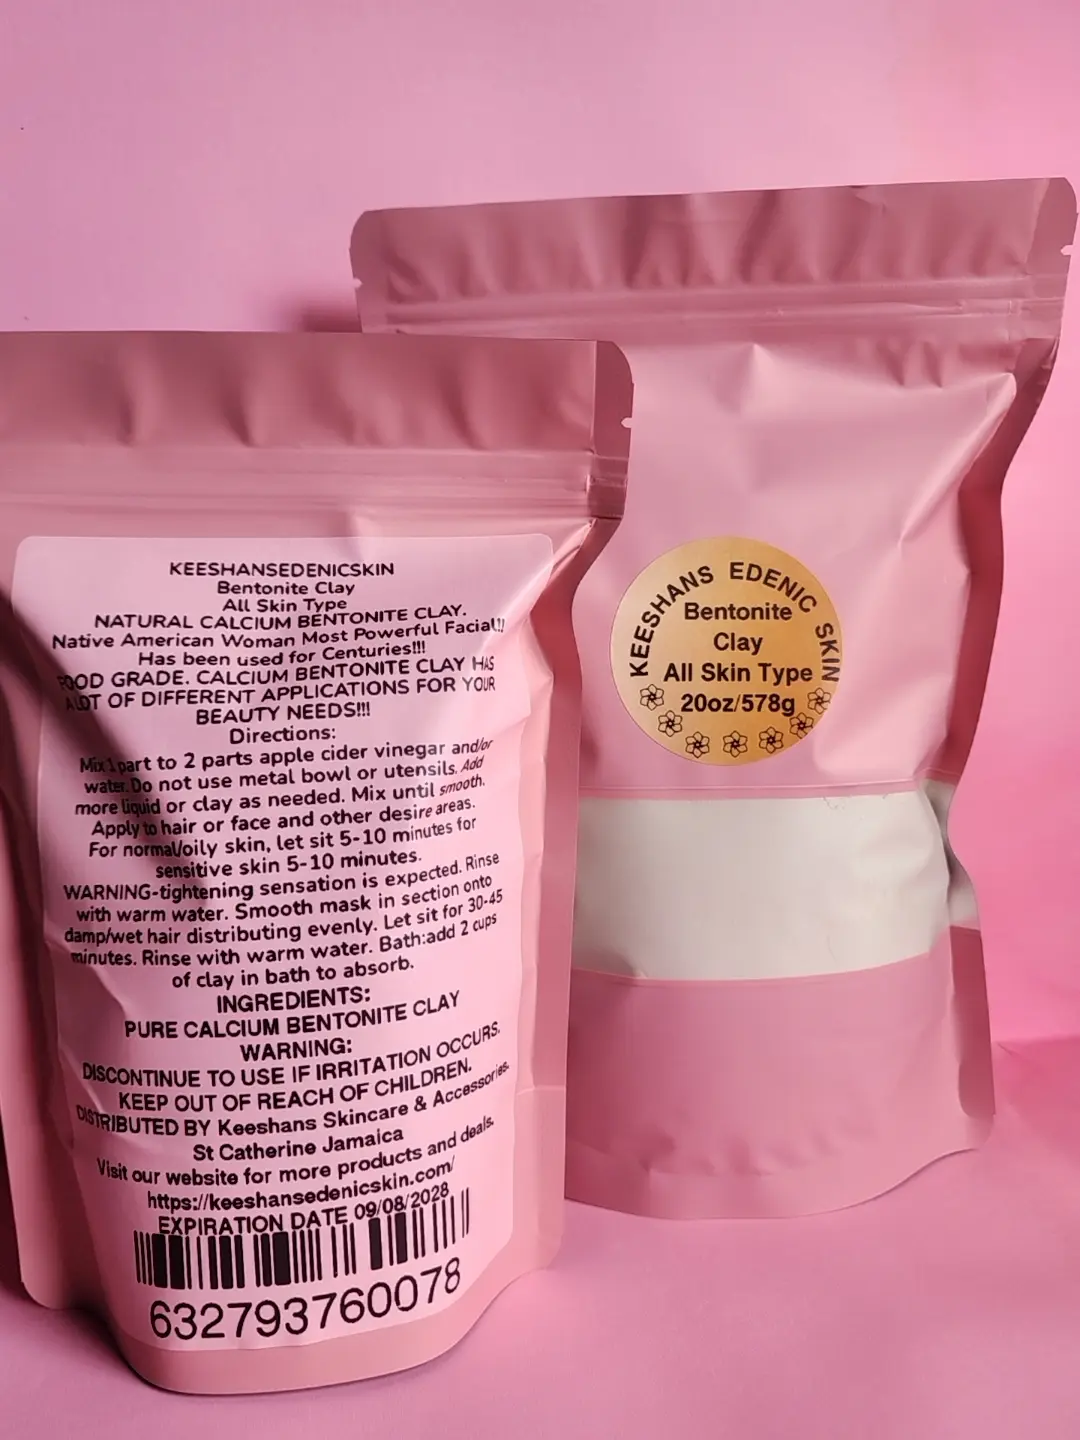 KEESHANSEDENICSKIN
Bentonite Clay
All Skin Type
NATURAL CALCIUM BENTONITE CLAY.
Native American Woman Most Powerful Facial!!
Has been used for Centuries!!!
FOOD GRADE. CALCIUM BENTONITE CLAY HAS
A LOT OF DIFFERENT APPLICATIONS FOR YOUR
BEAUTY NEEDS!!!
Directions:
Mix 1 part to 2 parts apple cider vinegar and/or
water. Do not use metal bowl or utensils. Add
more liquid or clay as needed. Mix until smooth.
Apply to hair or face and other desire areas.
For normal/oily skin, let sit 5-10 minutes for
sensitive skin 5-10 minutes.
WARNING-tightening sensation is expected. Rinse
with warm water. Smooth mask in section onto
damp/wet hair distributing evenly. Let sit for 30-45
minutes. Rinse with warm water. Bath:add 2 cups
of clay in bath to absorb.
INGREDIENTS:
PURE CALCIUM BENTONITE CLAY
WARNING:
DISCONTINUE TO USE IF IRRITATION OCCURS.
KEEP OUT OF REACH OF CHILDREN.
DISTRIBUTED BY Keeshans Skincare & Accessories.
St Catherine Jamaica
Visit our website for more products and deals.
https://keeshansedenicskin.com/
EXPIRATION DATE 09/08/2028
632793760078
KEESHANS EDENIC SKIN
Bentonite
Clay
All Skin Type
20oz/578g